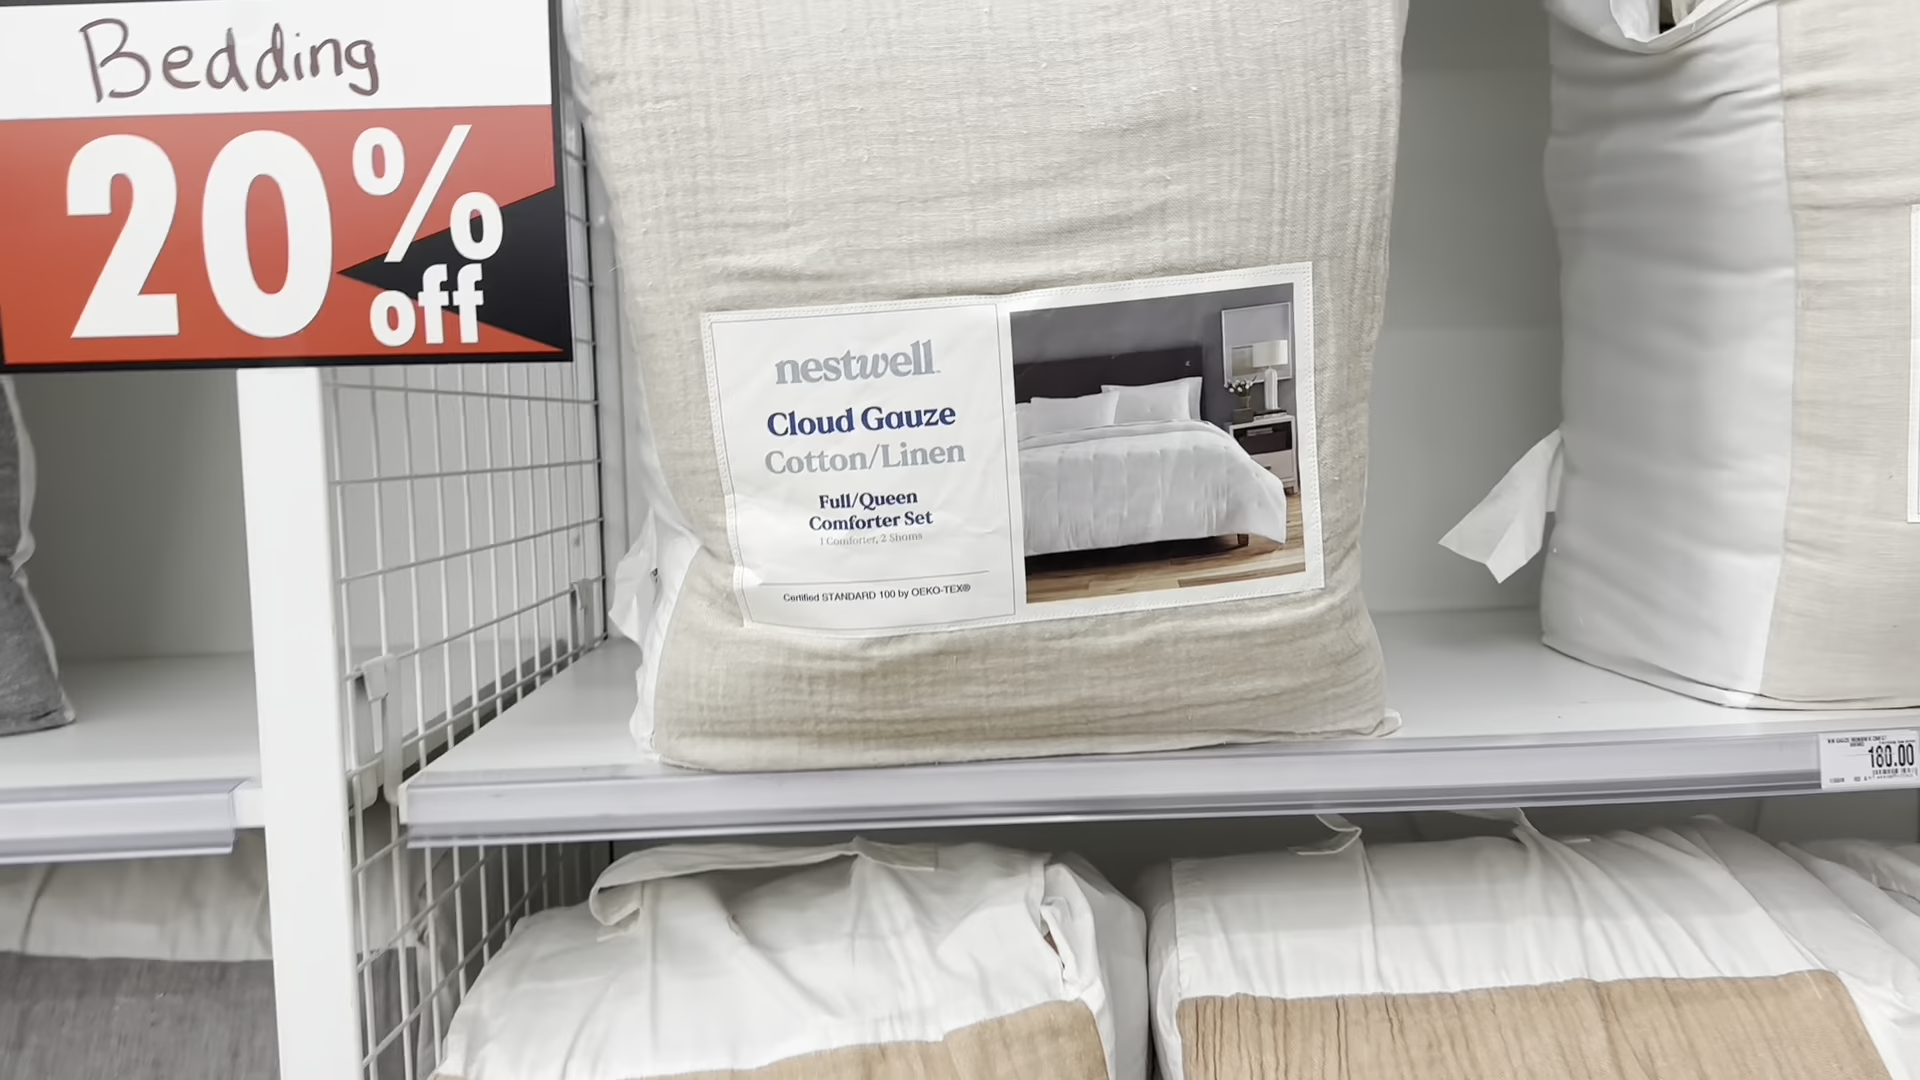 Bedding
20%
off
nestwell
Cloud Gauze
Cotton/Linen
Full/Queen
Comforter Set
1 Comforter, 2 Shams
Certified STANDARD 100 by OEKO-TEX®
180.00